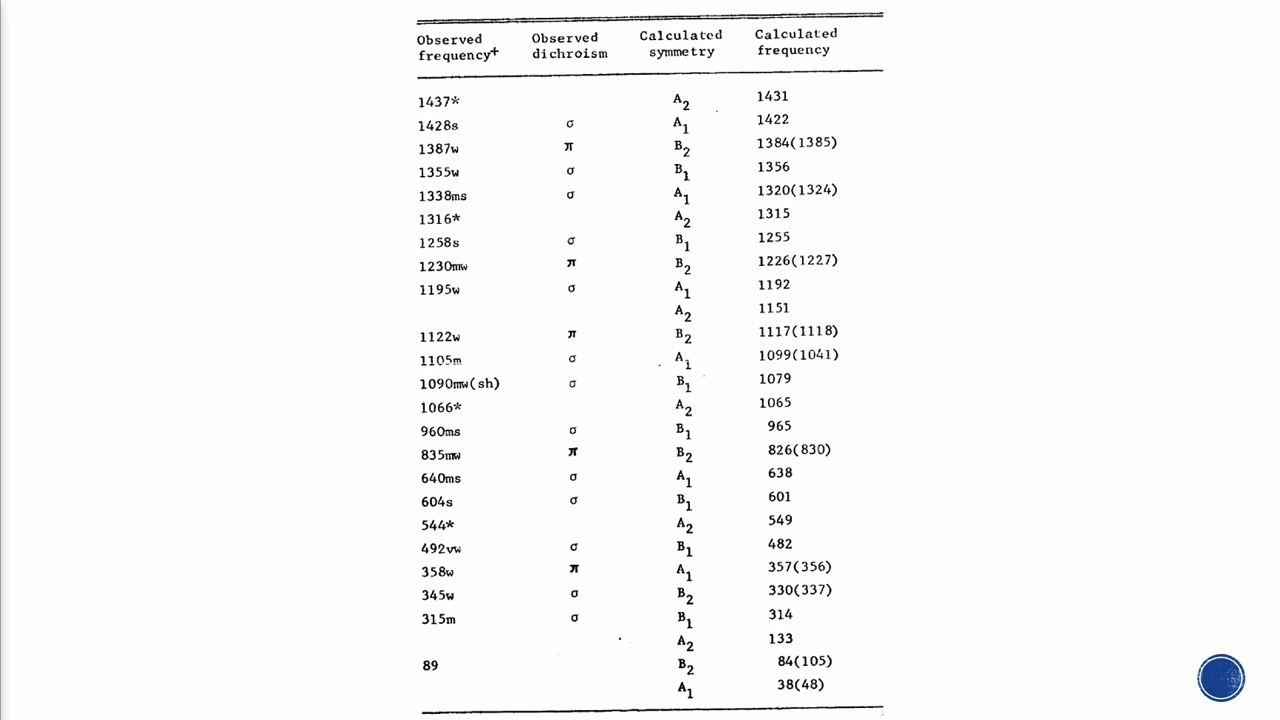 Observed frequency+ Observed dichroism Calculated symmetry Calculated frequency
1437* A2 1431
1428s σ A1 1422
1387w π B2 1384(1385)
1355w σ B1 1356
1338ms σ A1 1320(1324)
1316* A2 1315
1258s σ B1 1255
1230mw π B2 1226(1227)
1195w σ A1 1192
A2 1151
1122w π B2 1117(1118)
1105m σ A1 1099(1041)
1090mw(sh) σ B1 1079
1066* A2 1065
960ms σ B1 965
835mw π B2 826(830)
640ms σ A1 638
604s σ B1 601
544* A2 549
492vw σ B1 482
358w π A1 357(356)
345w σ B2 330(337)
315m σ B1 314
A2 133
89 B2 84(105)
A1 38(48)